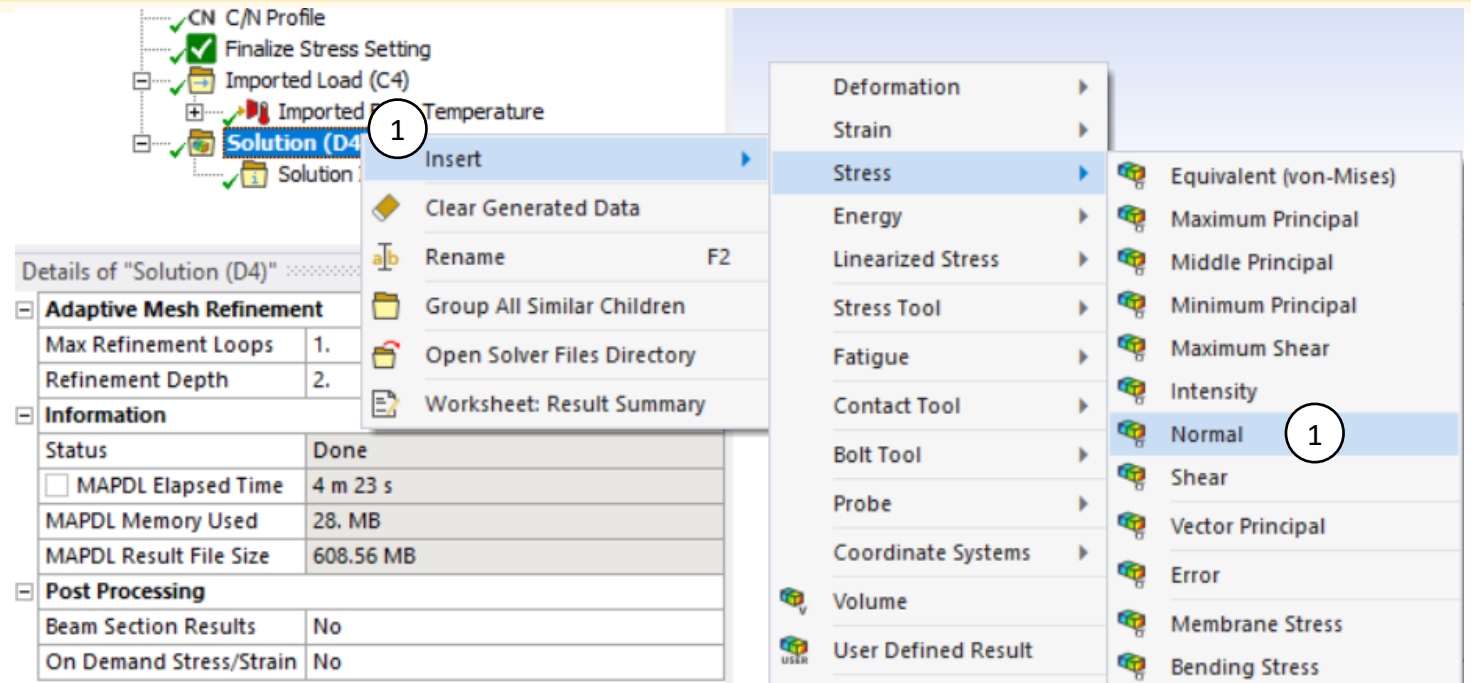 CN C/N Profile
Finalize Stress Setting
Imported Load (C4)
Imported Temperature
1
Solution (D4
Solution
Insert
Clear Generated Data
Rename F2
Group All Similar Children
Open Solver Files Directory
Worksheet: Result Summary
Details of "Solution (D4)"
Adaptive Mesh Refinement
Max Refinement Loops 1.
Refinement Depth 2.
Information
Status Done
MAPDL Elapsed Time 4 m 23 s
MAPDL Memory Used 28. MB
MAPDL Result File Size 608.56 MB
Post Processing
Beam Section Results No
On Demand Stress/Strain No
Deformation
Strain
Stress
Energy
Linearized Stress
Stress Tool
Fatigue
Contact Tool
Bolt Tool
Probe
Coordinate Systems
Volume
USER User Defined Result
Equivalent (von-Mises)
Maximum Principal
Middle Principal
Minimum Principal
Maximum Shear
Intensity
Normal 1
Shear
Vector Principal
Error
Membrane Stress
Bending Stress